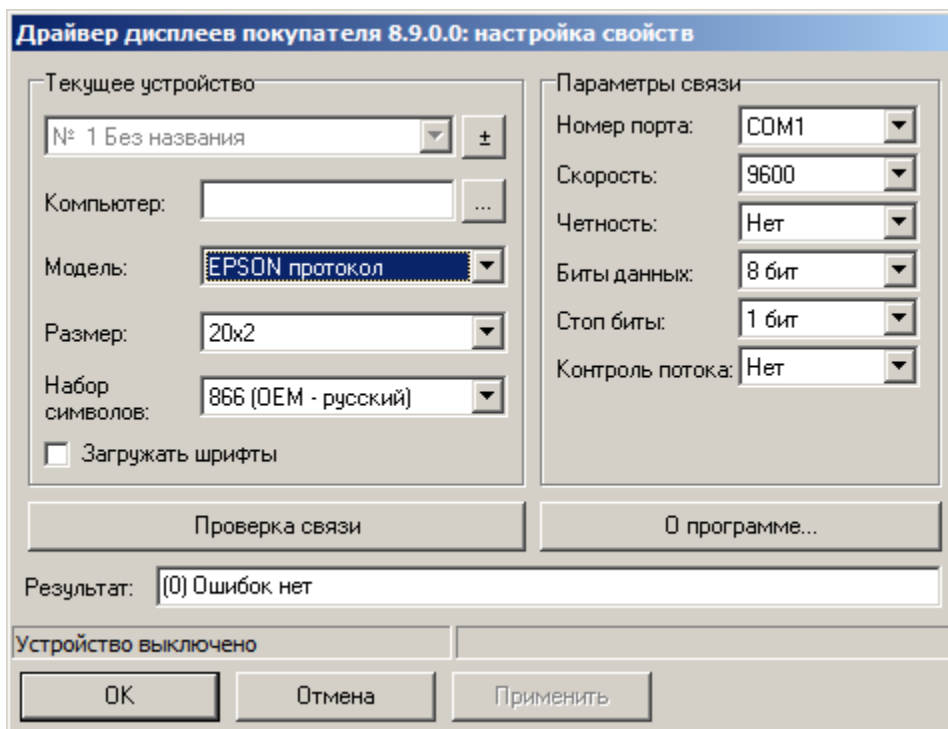 Драйвер дисплеев покупателя 8.9.0.0: настройка свойств
Текущее устройство
№ 1 Без названия
±
Компьютер:
...
Модель:
EPSON протокол
Размер:
20x2
Набор
символов:
866 (OEM - русский)
Загружать шрифты
Параметры связи
Номер порта:
COM1
Скорость:
9600
Четность:
Нет
Биты данных:
8 бит
Стоп биты:
1 бит
Контроль потока:
Нет
Проверка связи
О программе...
Результат:
(0) Ошибок нет
Устройство выключено
OK
Отмена
Применить